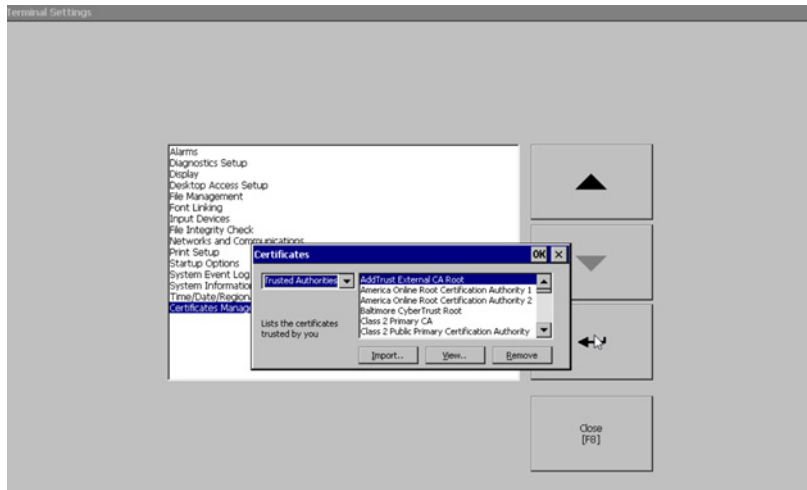 Terminal Settings
Alarms
Diagnostics Setup
Display
Desktop Access Setup
File Management
Font Linking
Input Devices
File Integrity Check
Networks and Communications
Print Setup
Startup Options
System Event Log
System Informatio
Time/Date/Region
Certificates Manag
Certificates
OK
Trusted Authorities
Lists the certificates
trusted by you
AddTrust External CA Root
America Online Root Certification Authority 1
America Online Root Certification Authority 2
Baltimore CyberTrust Root
Class 2 Primary CA
Class 2 Public Primary Certification Authority
Import..
View..
Remove
Close
[F8]